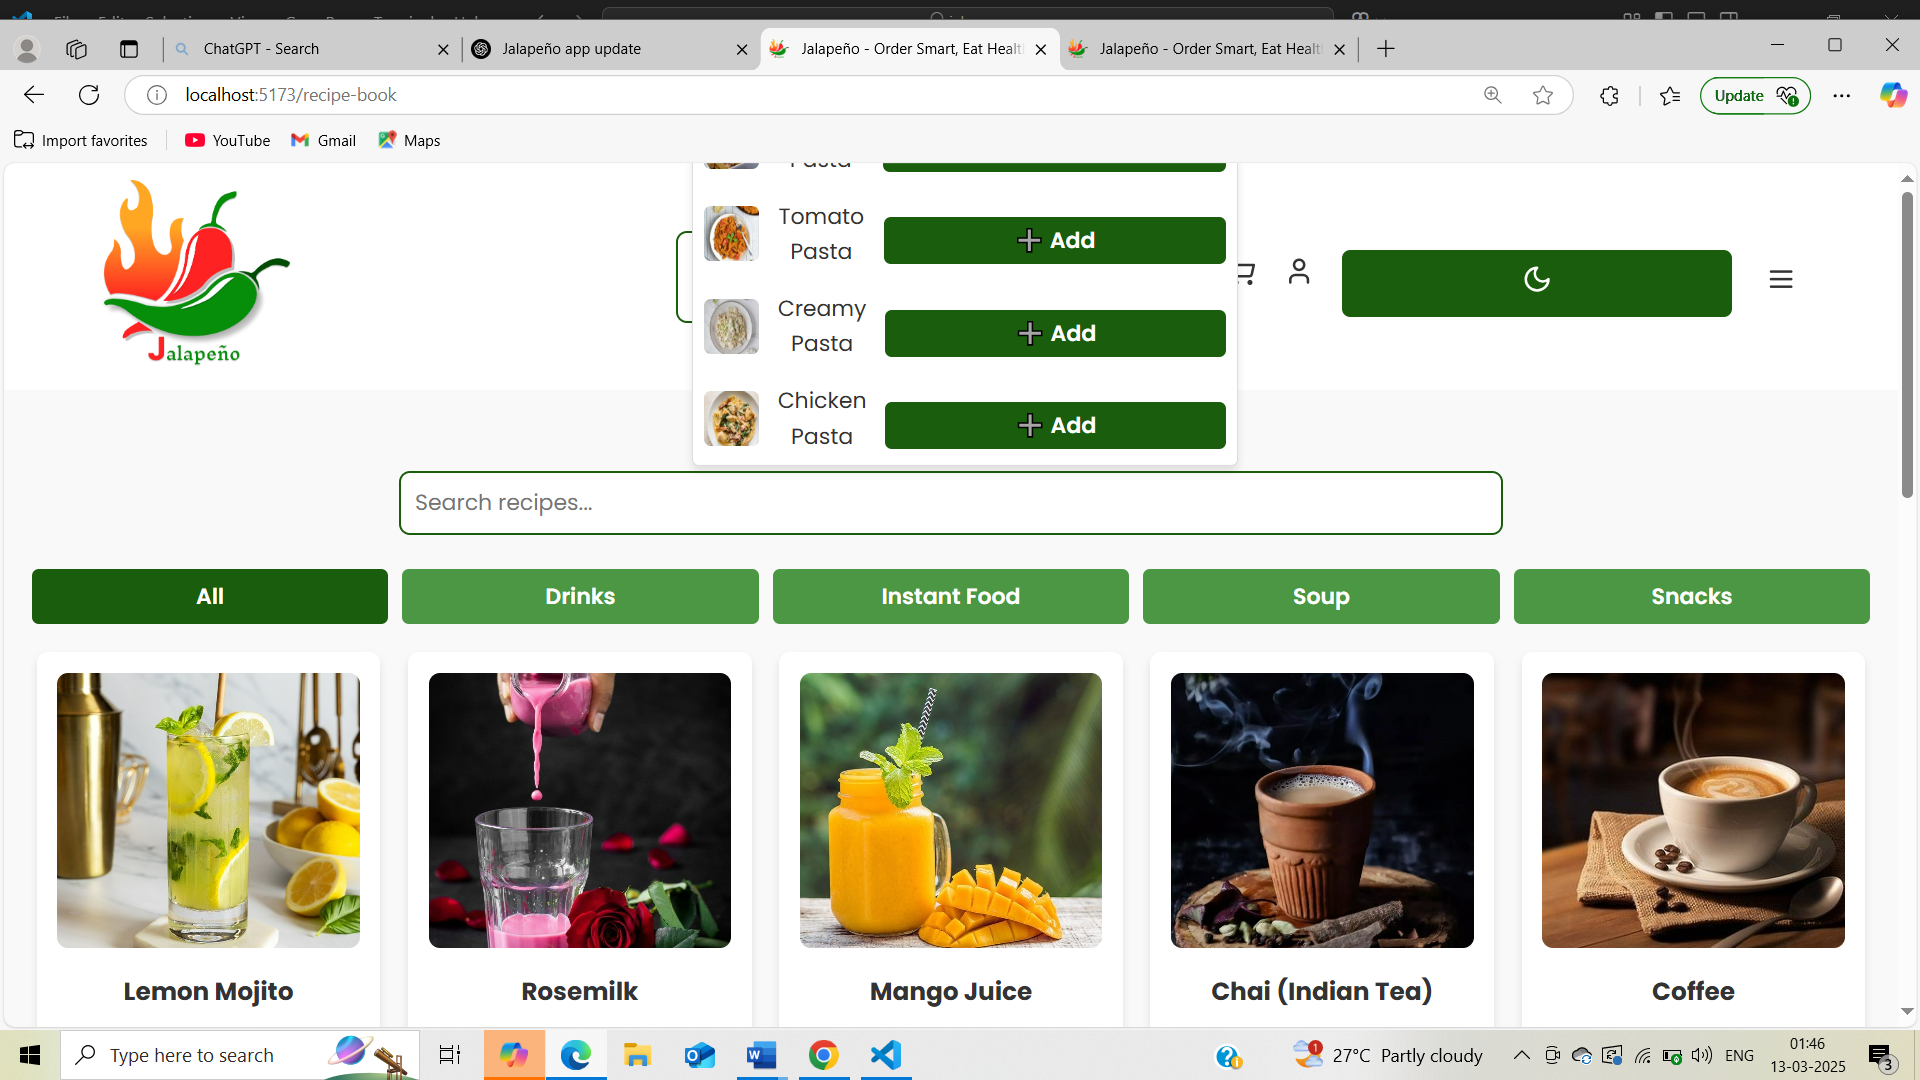 ChatGPT - Search
Jalapeño app update
Jalapeño - Order Smart, Eat Healt
Jalapeño - Order Smart, Eat Healt
localhost:5173/recipe-book
Update
Import favorites
YouTube
Gmail
Maps
Pasta
Tomato
Pasta
Add
Creamy
Pasta
Add
Chicken
Pasta
Add
Jalapeño
Search recipes...
All
Drinks
Instant Food
Soup
Snacks
Lemon Mojito
Rosemilk
Mango Juice
Chai (Indian Tea)
Coffee
Type here to search
1
27°C Partly cloudy
ENG
01:46
13-03-2025
3